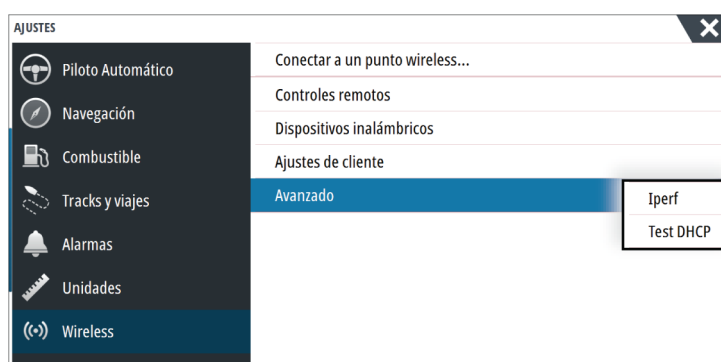 AJUSTES
Piloto Automático
Navegación
Combustible
Tracks y viajes
Alarmas
Unidades
Wireless
Conectar a un punto wireless...
Controles remotos
Dispositivos inalámbricos
Ajustes de cliente
Avanzado
Iperf
Test DHCP